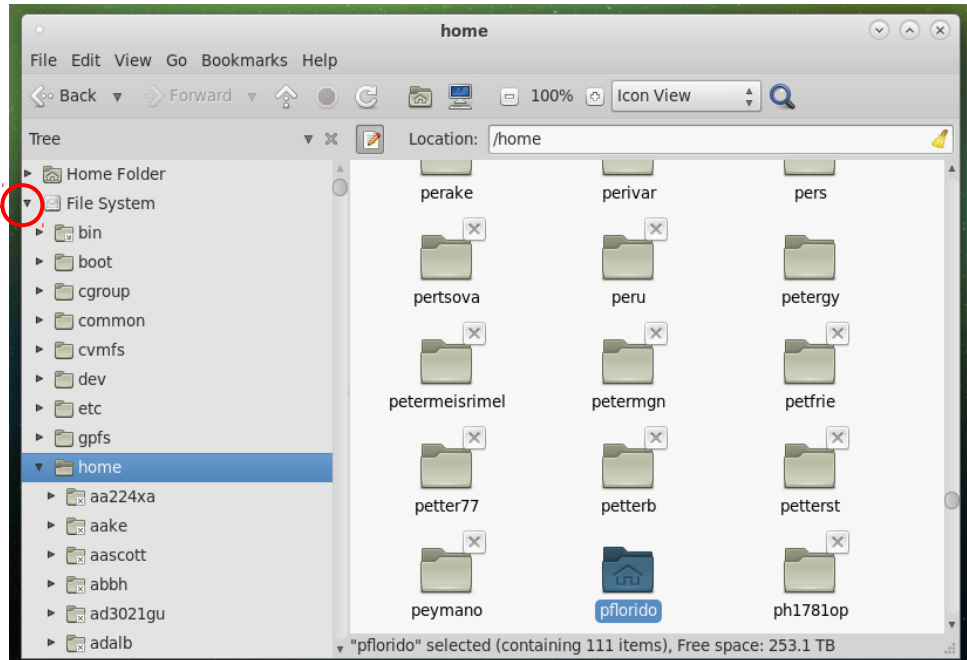 home
File Edit View Go Bookmarks Help
Back Forward 100% Icon View
Tree
Location: /home
Home Folder
File System
bin
boot
cgroup
common
cvmfs
dev
etc
gpfs
home
aa224xa
aake
aascott
abbh
ad3021gu
adalb
perake perivar pers
pertsova peru petergy
petermeisrimel petermgn petfrie
petter77 petterb petterst
peymano pflorido ph1781op
"pflorido" selected (containing 111 items), Free space: 253.1 TB